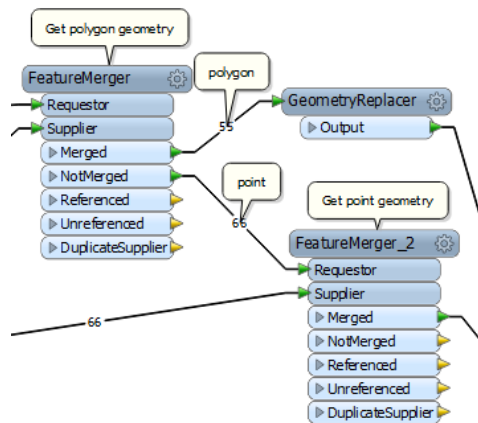 Get polygon geometry
FeatureMerger
Requestor
Supplier
Merged
NotMerged
Referenced
Unreferenced
DuplicateSupplier
polygon
55
GeometryReplacer
Output
point
66
Get point geometry
FeatureMerger_2
Requestor
Supplier
Merged
NotMerged
Referenced
Unreferenced
DuplicateSupplier
66